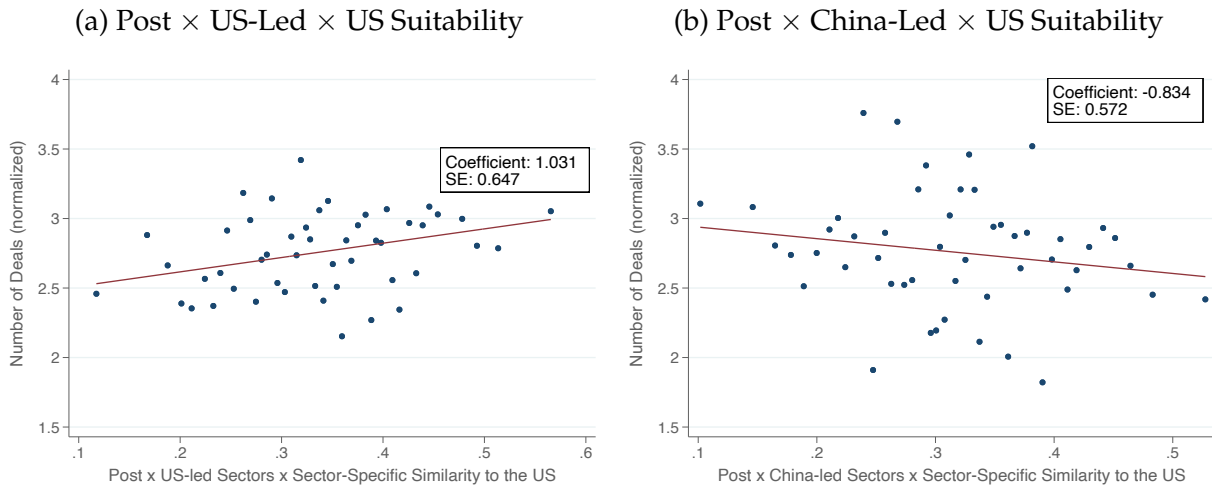 (a) Post × US-Led × US Suitability
4
3.5
3
2.5
2
1.5
Number of Deals (normalized)
Coefficient: 1.031
SE: 0.647
.1 .2 .3 .4 .5 .6
Post x US-led Sectors x Sector-Specific Similarity to the US
(b) Post × China-Led × US Suitability
4
3.5
3
2.5
2
1.5
Number of Deals (normalized)
Coefficient: -0.834
SE: 0.572
.1 .2 .3 .4 .5
Post x China-led Sectors x Sector-Specific Similarity to the US